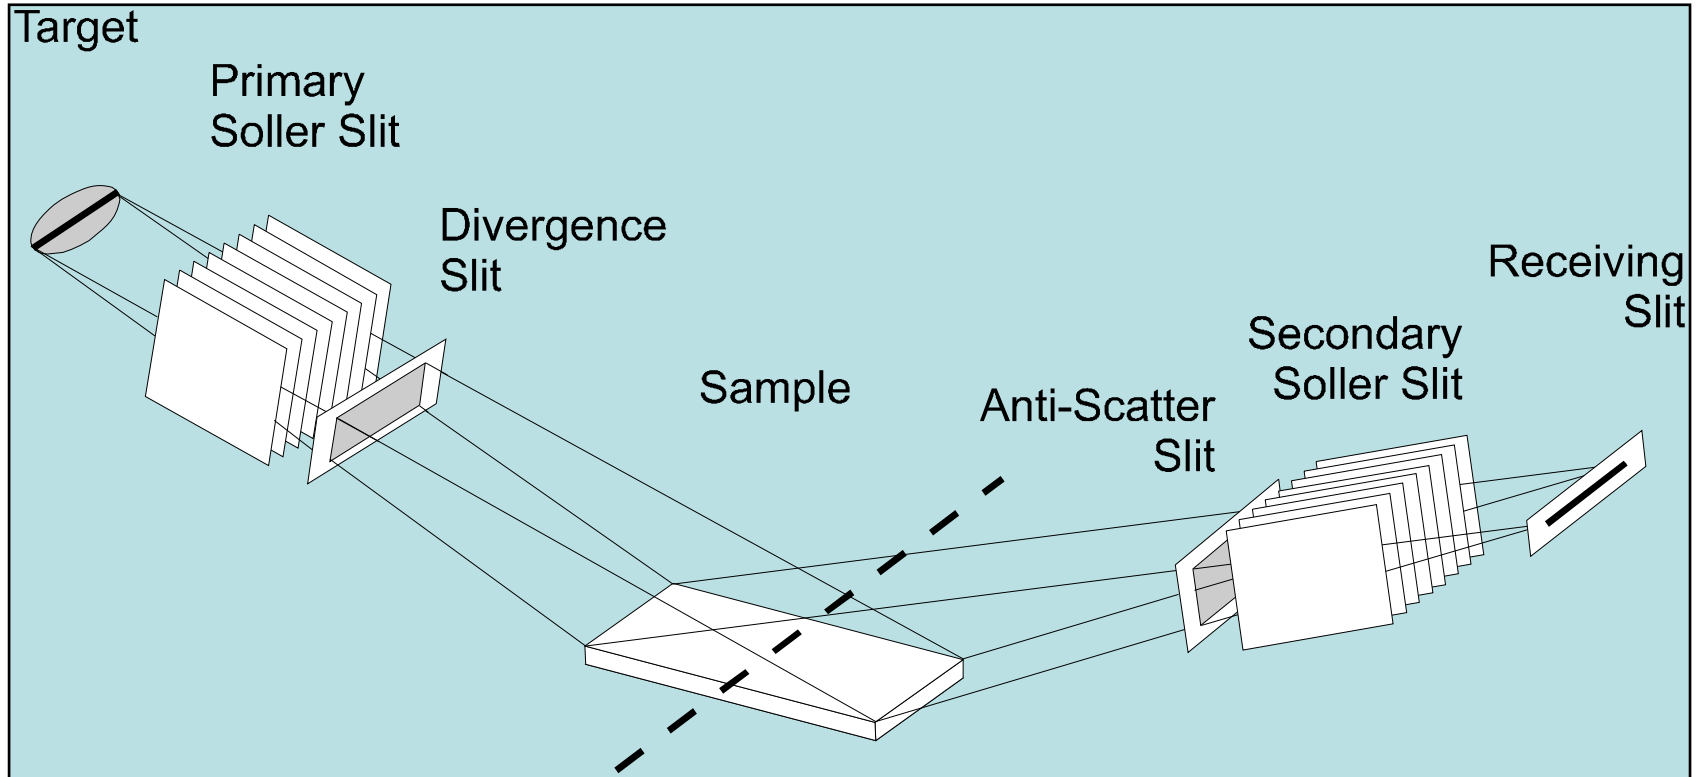 Target
Primary
Soller Slit
Divergence
Slit
Sample
Anti-Scatter
Slit
Secondary
Soller Slit
Receiving
Slit